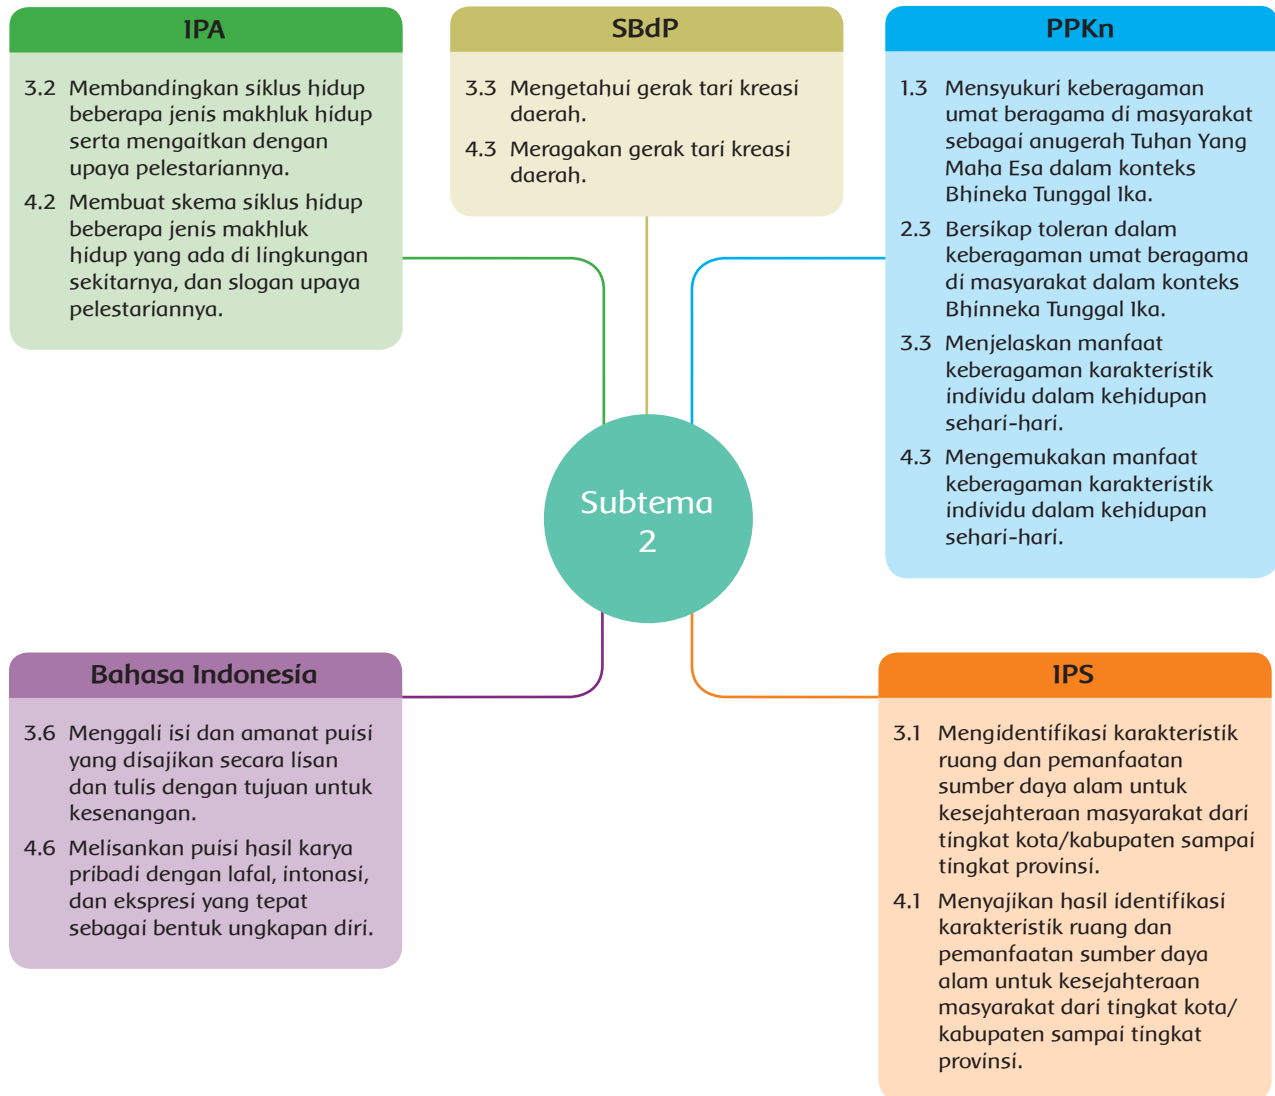 IPA
3.2 Membandingkan siklus hidup
beberapa jenis makhluk hidup
serta mengaitkan dengan
upaya pelestariannya.
4.2 Membuat skema siklus hidup
beberapa jenis makhluk
hidup yang ada di lingkungan
sekitarnya, dan slogan upaya
pelestariannya.
SBdP
3.3 Mengetahui gerak tari kreasi
daerah.
4.3 Meragakan gerak tari kreasi
daerah.
PPKn
1.3 Mensyukuri keberagaman
umat beragama di masyarakat
sebagai anugerah Tuhan Yang
Maha Esa dalam konteks
Bhineka Tunggal Ika.
2.3 Bersikap toleran dalam
keberagaman umat beragama
di masyarakat dalam konteks
Bhinneka Tunggal Ika.
3.3 Menjelaskan manfaat
keberagaman karakteristik
individu dalam kehidupan
sehari-hari.
4.3 Mengemukakan manfaat
keberagaman karakteristik
individu dalam kehidupan
sehari-hari.
Subtema
2
Bahasa Indonesia
3.6 Menggali isi dan amanat puisi
yang disajikan secara lisan
dan tulis dengan tujuan untuk
kesenangan.
4.6 Melisankan puisi hasil karya
pribadi dengan lafal, intonasi,
dan ekspresi yang tepat
sebagai bentuk ungkapan diri.
IPS
3.1 Mengidentifikasi karakteristik
ruang dan pemanfaatan
sumber daya alam untuk
kesejahteraan masyarakat dari
tingkat kota/kabupaten sampai
tingkat provinsi.
4.1 Menyajikan hasil identifikasi
karakteristik ruang dan
pemanfaatan sumber daya
alam untuk kesejahteraan
masyarakat dari tingkat kota/
kabupaten sampai tingkat
provinsi.